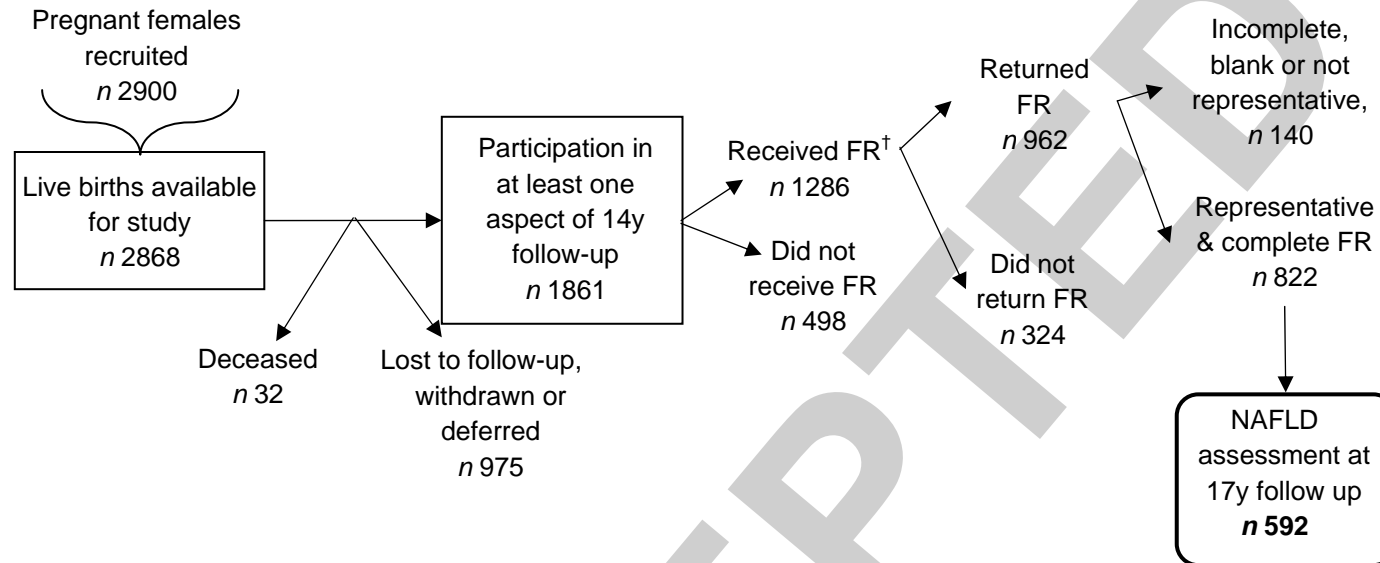 Pregnant females
recruited
n 2900
Live births available
for study
n 2868
Deceased
n 32
Lost to follow-up,
withdrawn or
deferred
n 975
Participation in
at least one
aspect of 14y
follow-up
n 1861
Received FR†
n 1286
Did not
receive FR
n 498
Returned
FR
n 962
Did not
return FR
n 324
Incomplete,
blank or not
representative,
n 140
Representative
& complete FR
n 822
NAFLD
assessment at
17y follow up
n 592
PTED